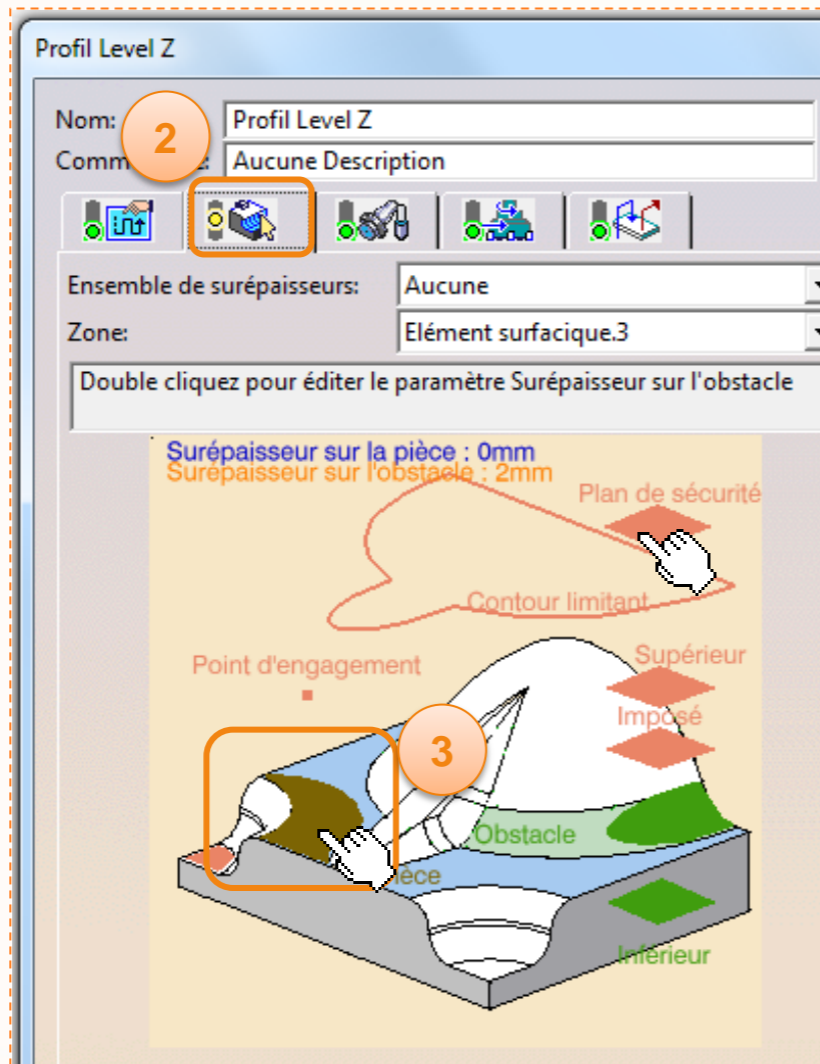 Profil Level Z
Nom:
Profil Level Z
2
Comm
Aucune Description
Ensemble de surépaisseurs:
Aucune
Zone:
Elément surfacique.3
Double cliquez pour éditer le paramètre Surépaisseur sur l'obstacle
Surépaisseur sur la pièce : 0mm
Surépaisseur sur l'obstacle : 2mm
Plan de sécurité
Contour limitant
Point d'engagement
Supérieur
Imposé
3
Obstacle
ièce
Inférieur